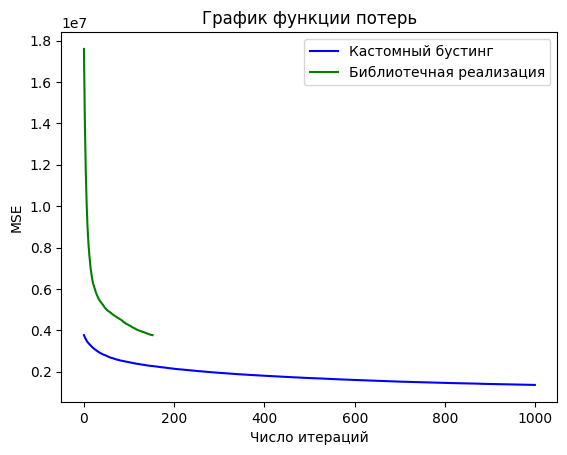 График функции потерь
1e7
Кастомный бустинг
Библиотечная реализация
1.8
1.6
1.4
1.2
1.0
0.8
0.6
0.4
0.2
MSE
0 200 400 600 800 1000
Число итераций